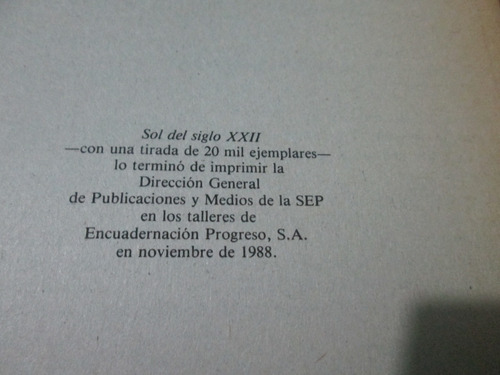 Sol del siglo XXII
—con una tirada de 20 mil ejemplares—
lo terminó de imprimir la
Dirección General
de Publicaciones y Medios de la SEP
en los talleres de
Encuadernación Progreso, S.A.
en noviembre de 1988.